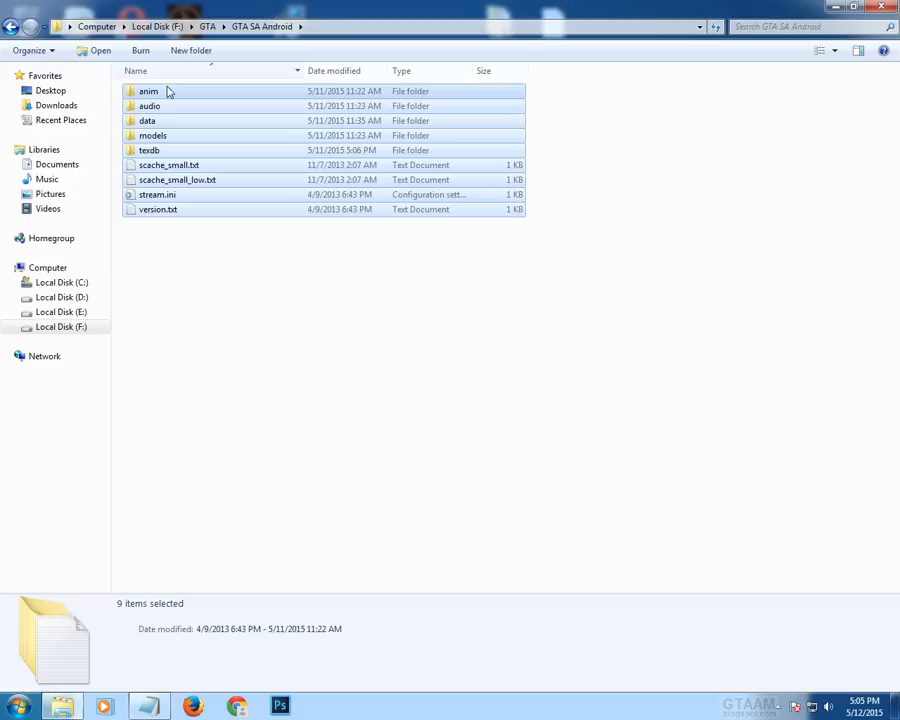 Computer Local Disk (F:) GTA GTA SA Android
Search GTA SA Android
Organize Open Burn New folder
Name Date modified Type Size
Favorites
Desktop
Downloads
Recent Places
Libraries
Documents
Music
Pictures
Videos
Homegroup
Computer
Local Disk (C:)
Local Disk (D:)
Local Disk (E:)
Local Disk (F:)
Network
anim 5/11/2015 11:22 AM File folder
audio 5/11/2015 11:23 AM File folder
data 5/11/2015 11:35 AM File folder
models 5/11/2015 11:23 AM File folder
texdb 5/11/2015 5:06 PM File folder
scache_small.txt 11/7/2013 2:07 AM Text Document 1 KB
scache_small_low.txt 11/7/2013 2:07 AM Text Document 1 KB
stream.ini 4/9/2013 6:43 PM Configuration sett... 1 KB
version.txt 4/9/2013 6:43 PM Text Document 1 KB
9 items selected
Date modified: 4/9/2013 6:43 PM - 5/11/2015 11:22 AM
Ps
GTAAM
blogspot.com
5:05 PM
5/12/2015